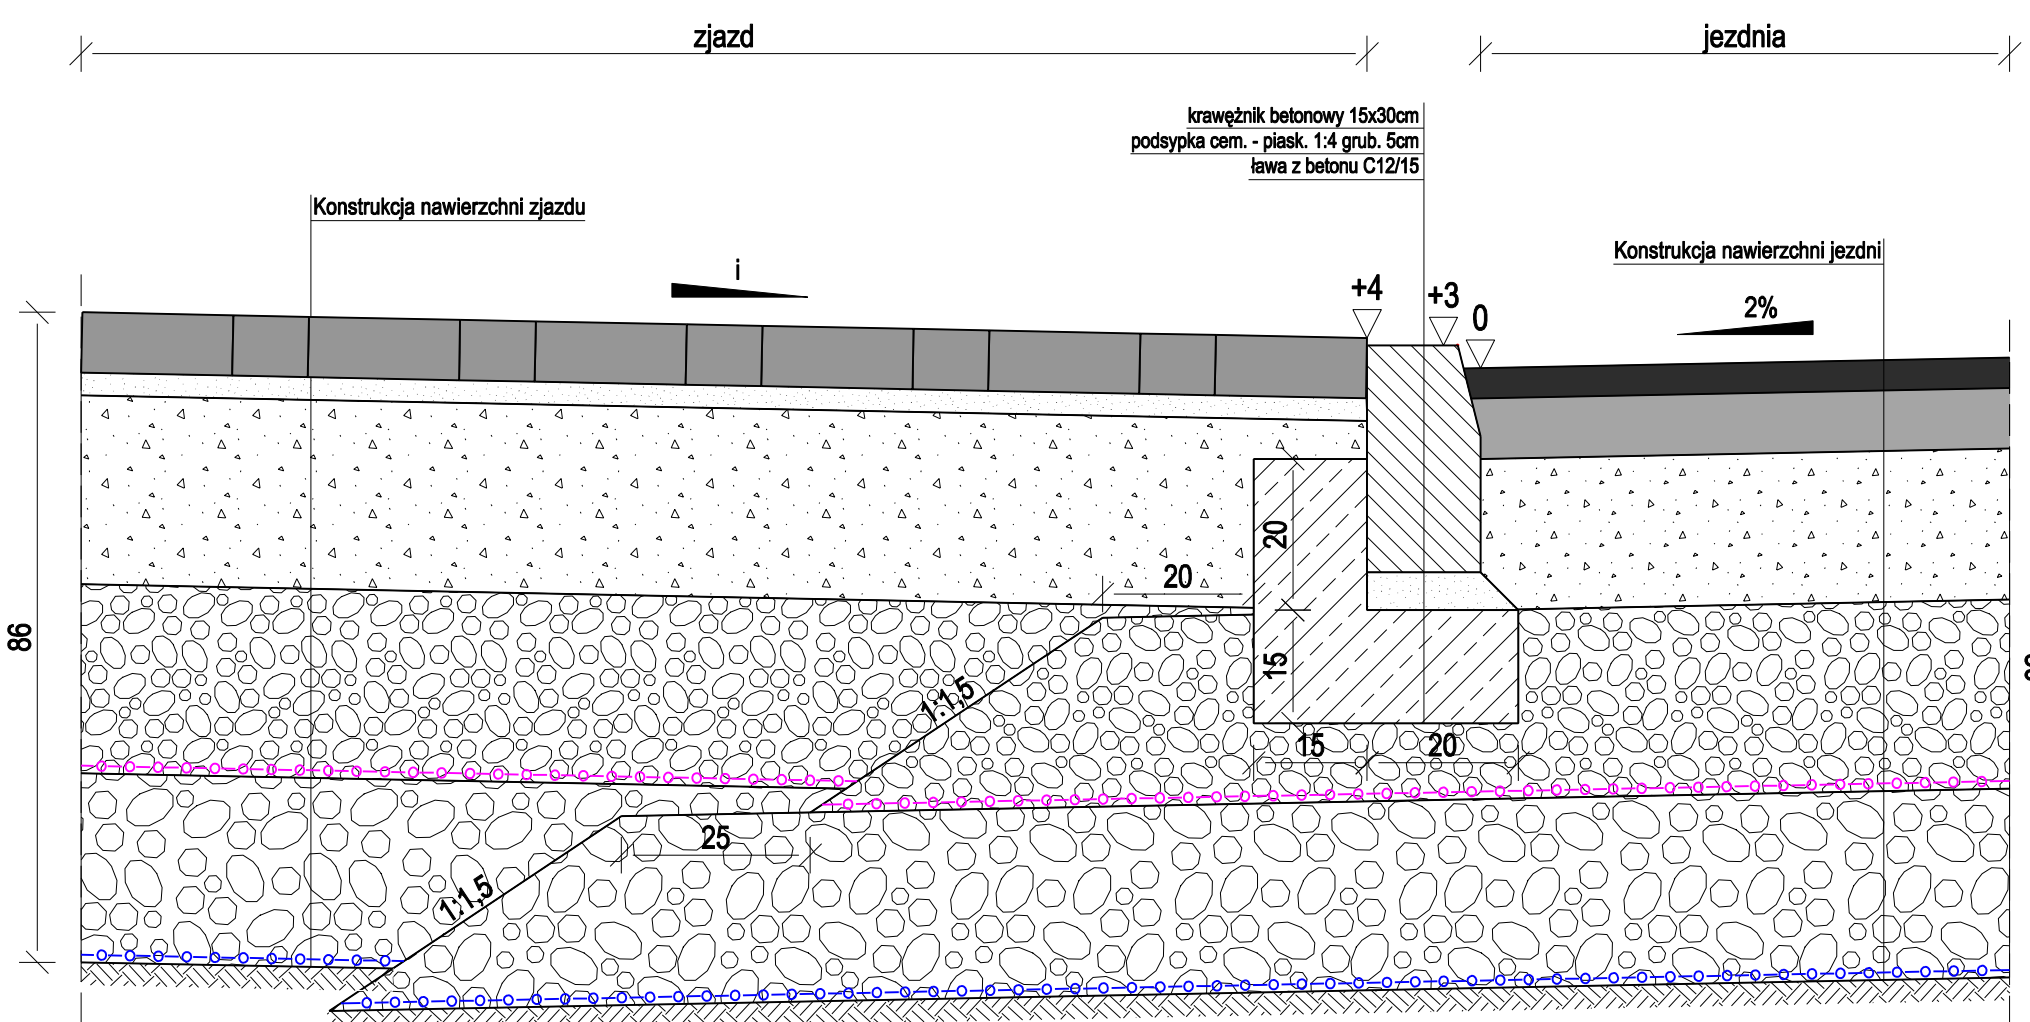 zjazd
jezdnia
krawężnik betonowy 15x30cm
podsypka cem. - piask. 1:4 grub. 5cm
ława z betonu C12/15
Konstrukcja nawierzchni zjazdu
Konstrukcja nawierzchni jezdni
i
+4
+3
0
2%
86
20
20
15
1:1,5
15
20
25
1:1,5